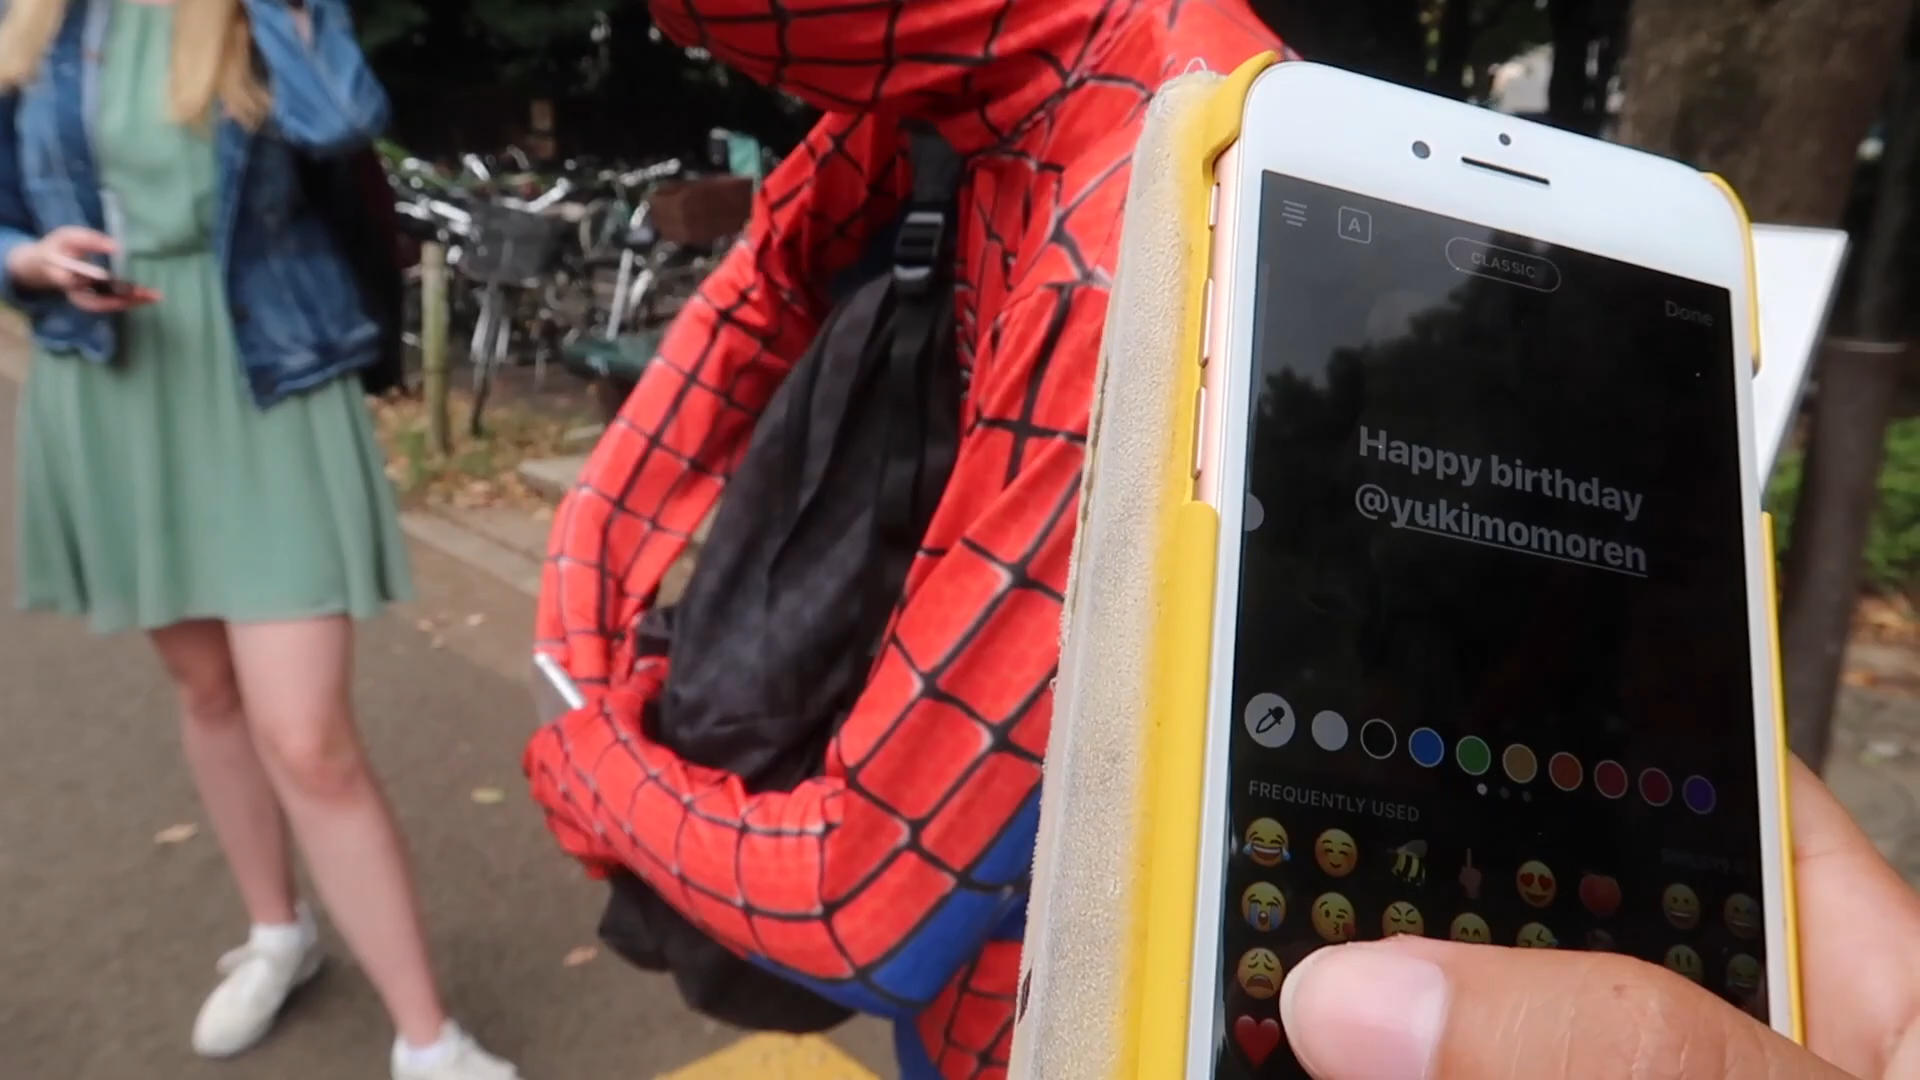 A
CLASSIC
Done
Happy birthday
@yukimomoren
FREQUENTLY USED